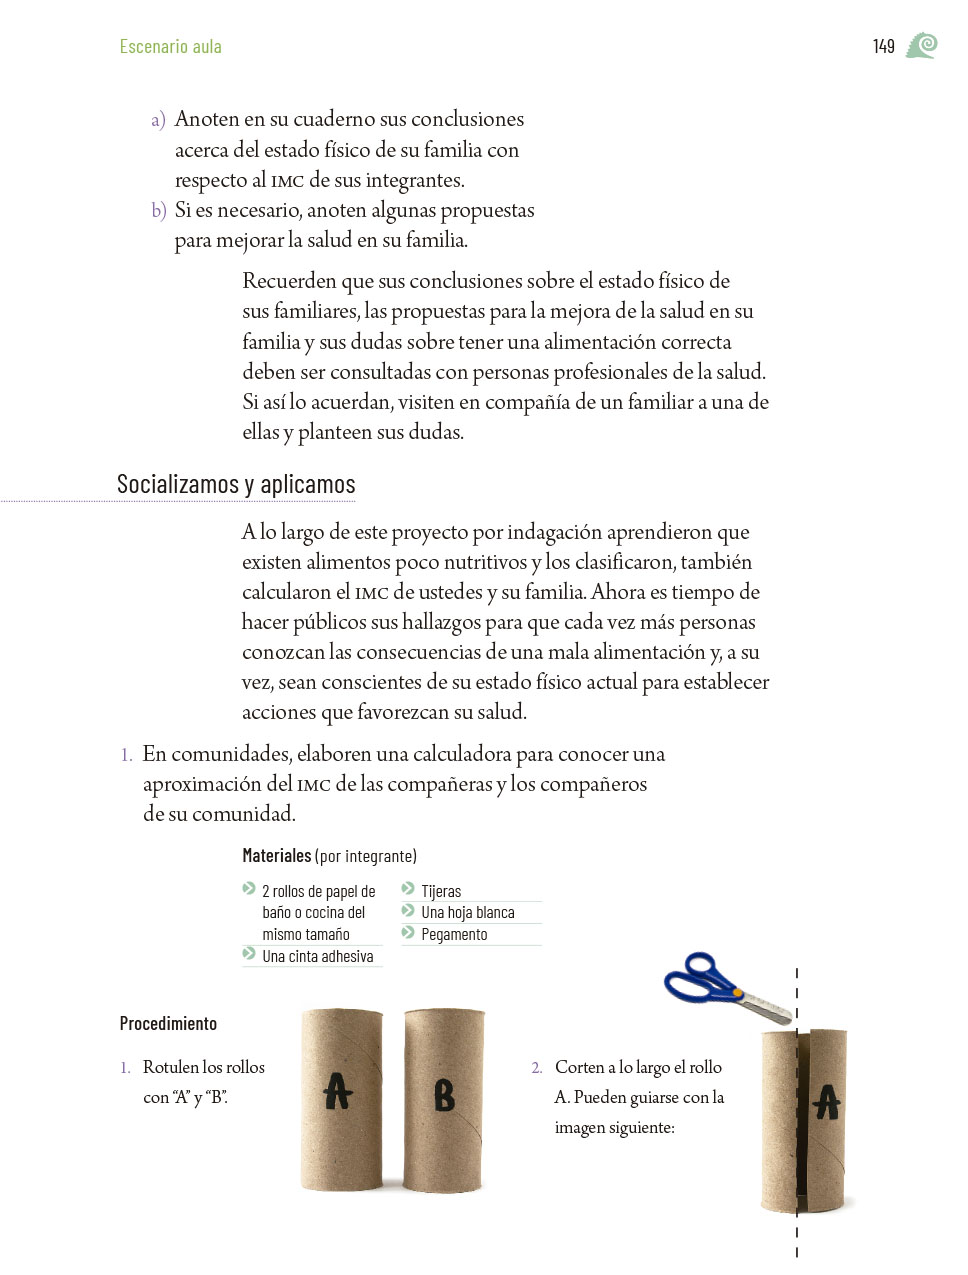 Escenario aula
149
a) Anoten en su cuaderno sus conclusiones
acerca del estado físico de su familia con
respecto al IMC de sus integrantes.
b) Si es necesario, anoten algunas propuestas
para mejorar la salud en su familia.
Recuerden que sus conclusiones sobre el estado físico de
sus familiares, las propuestas para la mejora de la salud en su
familia y sus dudas sobre tener una alimentación correcta
deben ser consultadas con personas profesionales de la salud.
Si así lo acuerdan, visiten en compañía de un familiar a una de
ellas y planteen sus dudas.
Socializamos y aplicamos
A lo largo de este proyecto por indagación aprendieron que
existen alimentos poco nutritivos y los clasificaron, también
calcularon el IMC de ustedes y su familia. Ahora es tiempo de
hacer públicos sus hallazgos para que cada vez más personas
conozcan las consecuencias de una mala alimentación y, a su
vez, sean conscientes de su estado físico actual para establecer
acciones que favorezcan su salud.
1. En comunidades, elaboren una calculadora para conocer una
aproximación del IMC de las compañeras y los compañeros
de su comunidad.
Materiales (por integrante)
2 rollos de papel de
baño o cocina del
mismo tamaño
Una cinta adhesiva
Tijeras
Una hoja blanca
Pegamento
Procedimiento
1. Rotulen los rollos
con “A” y “B”.
A
B
2. Corten a lo largo el rollo
A. Pueden guiarse con la
imagen siguiente:
A